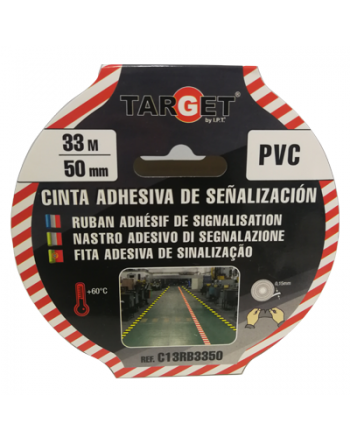 TARGET
by I.P.T.
33 M
50 mm
PVC
CINTA ADHESIVA DE SEÑALIZACIÓN
RUBAN ADHÉSIF DE SIGNALISATION
NASTRO ADESIVO DI SEGNALAZIONE
FITA ADESIVA DE SINALIZAÇÃO
+60°C
0,15mm
REF. C13RB3350